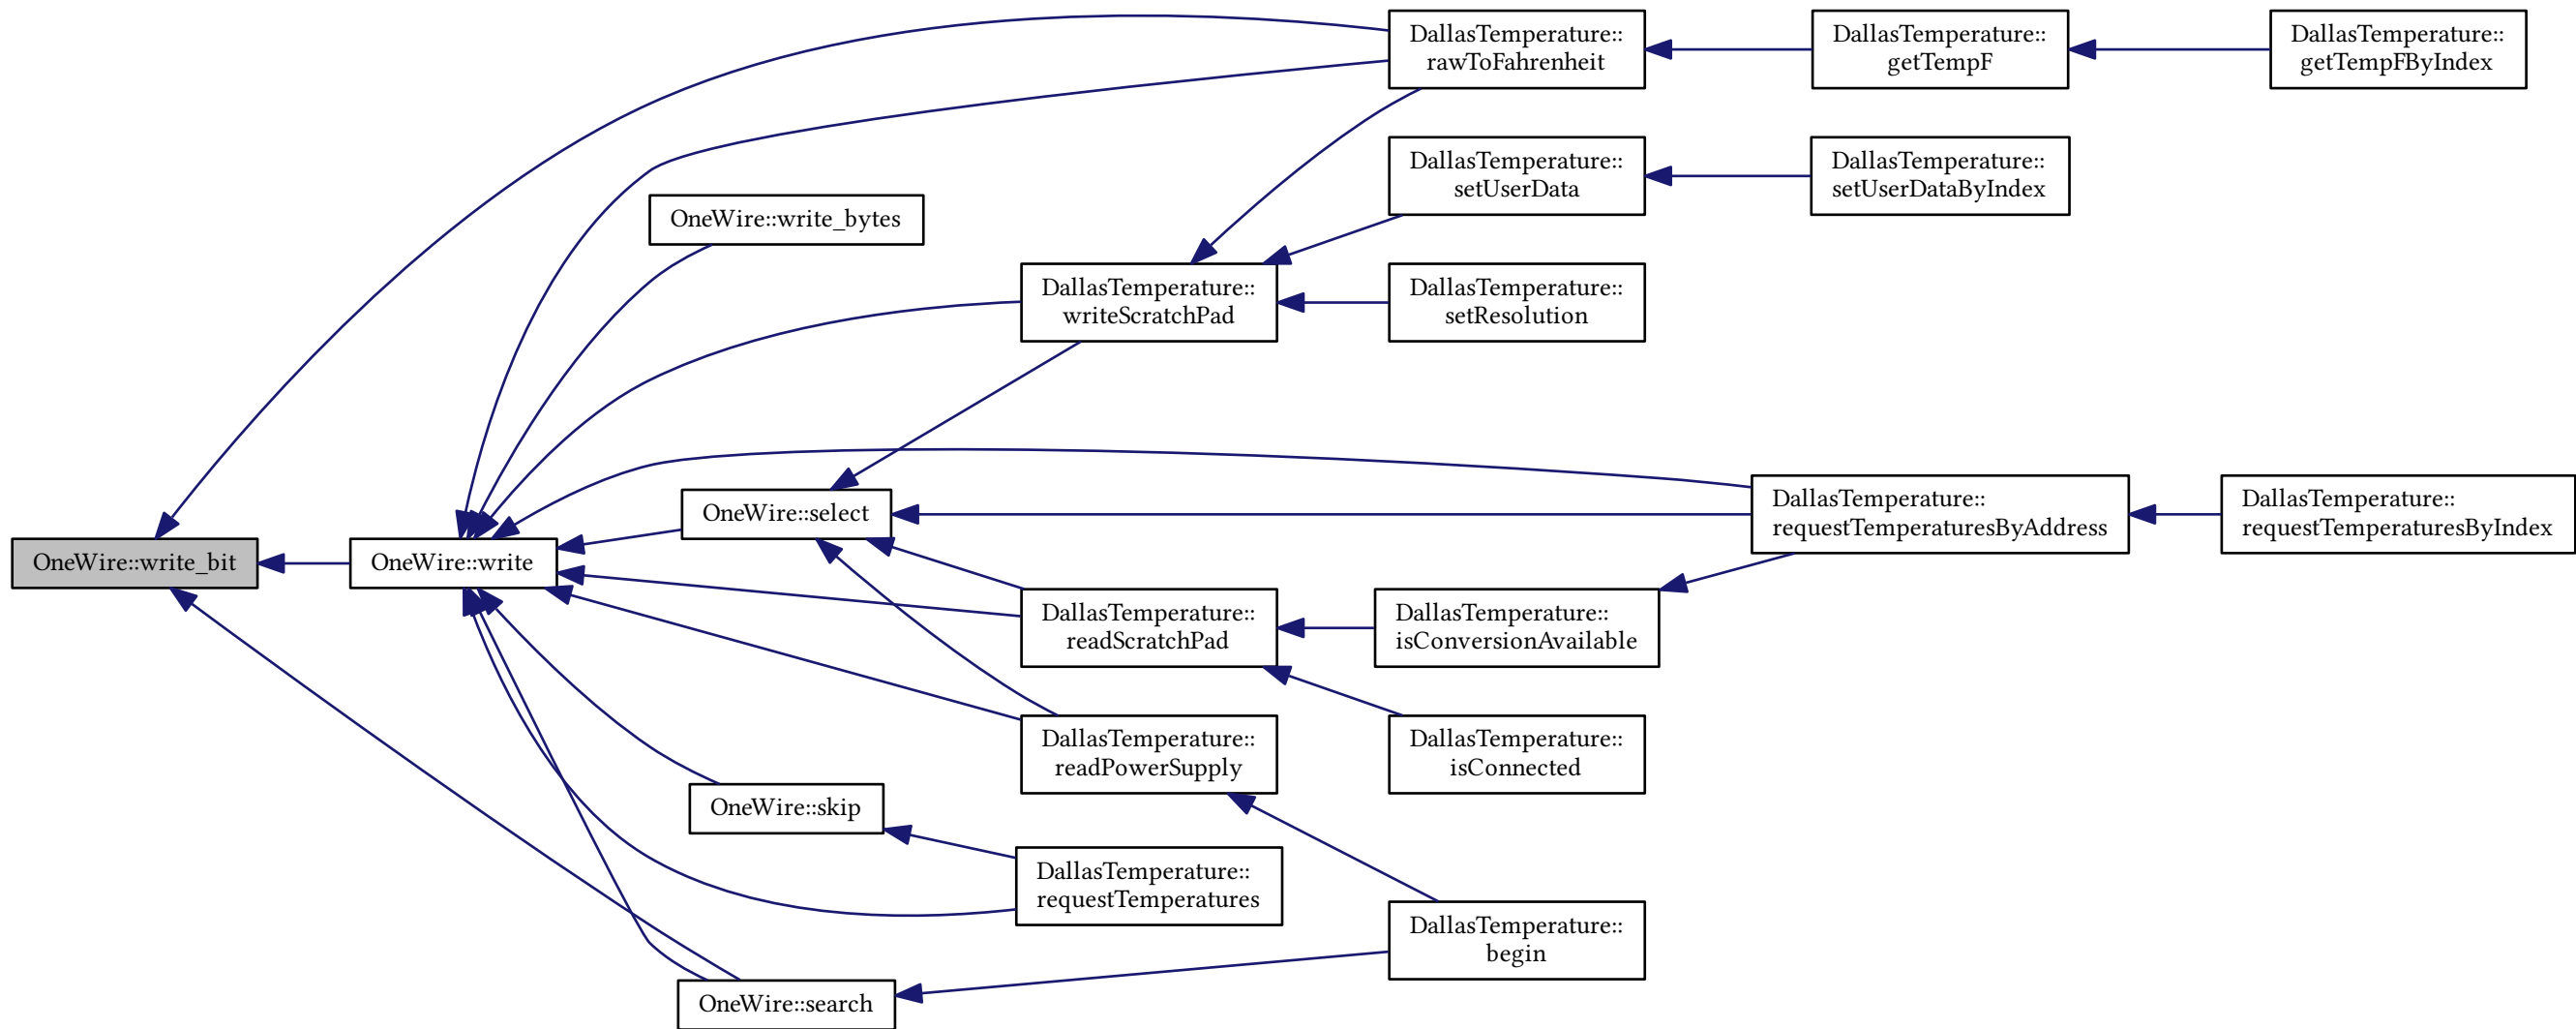 DallasTemperature::
rawToFahrenheit
DallasTemperature::
getTempF
DallasTemperature::
getTempFByIndex
DallasTemperature::
setUserData
DallasTemperature::
setUserDataByIndex
OneWire::write_bytes
DallasTemperature::
writeScratchPad
DallasTemperature::
setResolution
OneWire::select
DallasTemperature::
requestTemperaturesByAddress
DallasTemperature::
requestTemperaturesByIndex
OneWire::write_bit
OneWire::write
DallasTemperature::
readScratchPad
DallasTemperature::
isConversionAvailable
DallasTemperature::
readPowerSupply
DallasTemperature::
isConnected
OneWire::skip
DallasTemperature::
requestTemperatures
DallasTemperature::
begin
OneWire::search